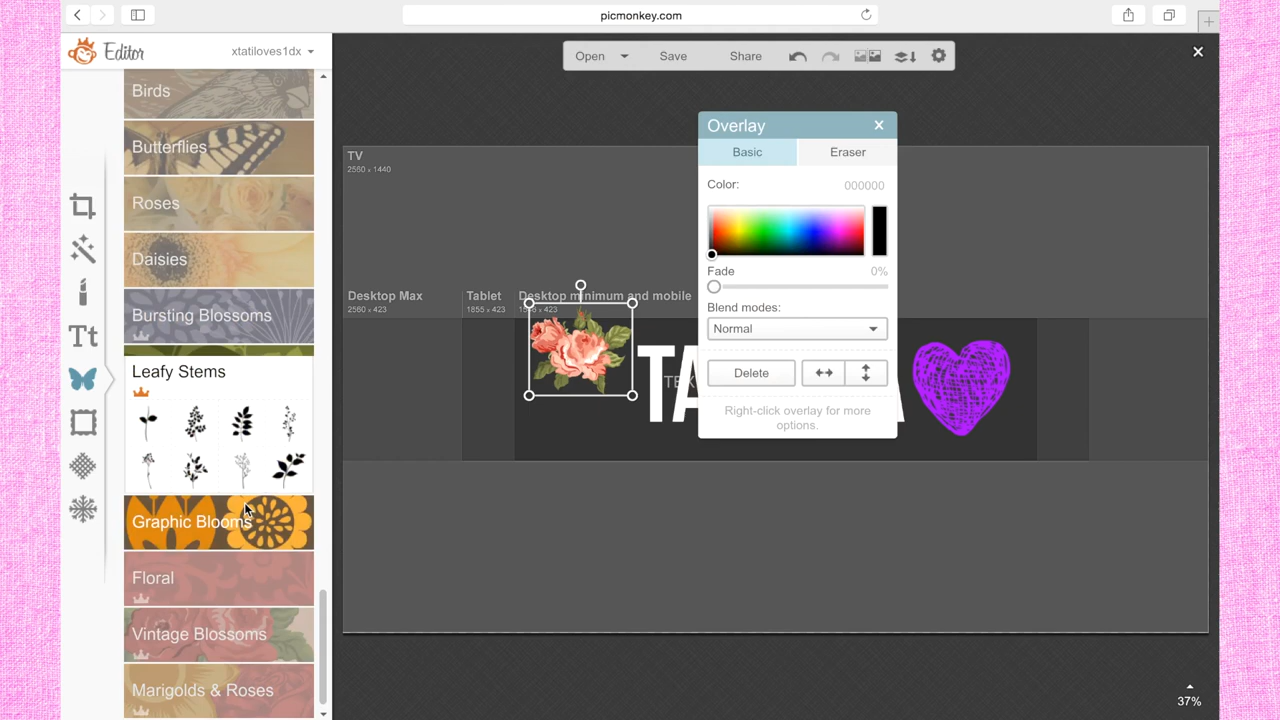 picmonkey.com
Editor
xtatiloves1dx
Open
Save
Share
Birds
Butterflies
Roses
Daisies
Bursting Blossoms
Leafy Stems
Graphic Blooms
Floral
Vintage Blossoms
Marigolds & Roses
Tt
TV
2560 x 1440
Desktop Max
2560 x 423
Tablet
1855 x 423
Desktop minimum and mobile
Overlay
X
Basic
Eraser
Color:
000000
Fade
0%
Blend modes:
Normal
Delete
Right-click overlay for more
options.
TA
37%